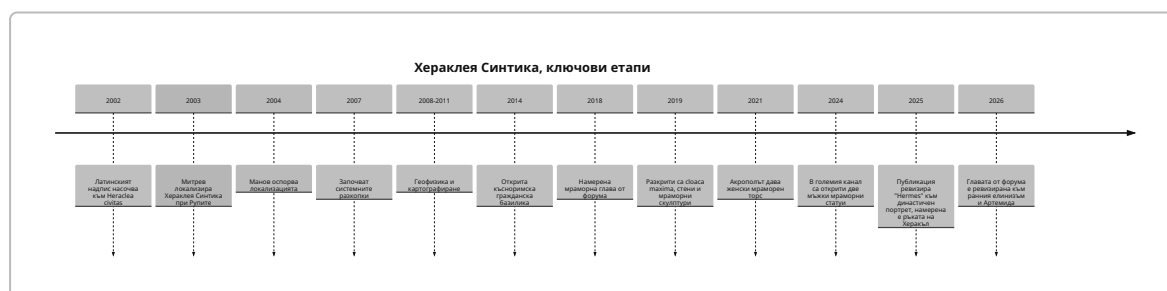 Хераклея Синтика, ключови етапи
2002
2003
2004
2007
2008-2011
2014
2018
2019
2021
2024
2025
2026
Латинският
надпис насочва
към Heraclea
civitas
Митрев
локализира
Хераклея Синтика
при Рупите
Манов оспорва
локализацията
Започват
системните
разкопки
Геофизика и
картографиране
Открита
късноримска
гражданска
базилика
Намерена
мраморна глава от
форума
Разкрити са cloaca
maxima, стени и
мраморни
скулптури
Акрополът дава
женски мраморен
торс
В големия канал
са открити две
мъжки мраморни
статуи
Публикация
ревизира
"Hermes" към
династичен
портрет, намерена
е ръката на
Херакъл
Главата от форума
е ревизирана към
ранния елинизъм
и Артемида